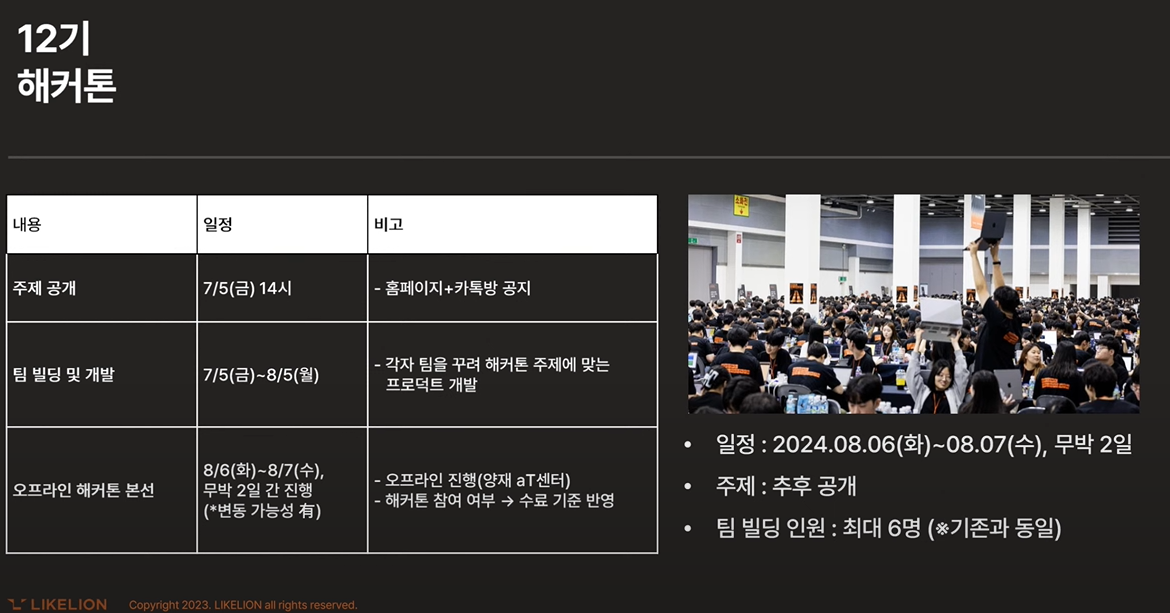 12기
해커톤
내용
일정
비고
주제 공개
7/5(금) 14시
- 홈페이지+카톡방 공지
팀 빌딩 및 개발
7/5(금)~8/5(월)
- 각자 팀을 꾸려 해커톤 주제에 맞는
프로덕트 개발
오프라인 해커톤 본선
8/6(화)~8/7(수),
무박 2일 간 진행
(*변동 가능성 有)
- 오프라인 진행(양재 aT센터)
- 해커톤 참여 여부 → 수료 기준 반영
• 일정 : 2024.08.06(화)~08.07(수), 무박 2일
• 주제 : 추후 공개
• 팀 빌딩 인원 : 최대 6명 (※기존과 동일)
LIKELION
Copyright 2023. LIKELION all rights reserved.